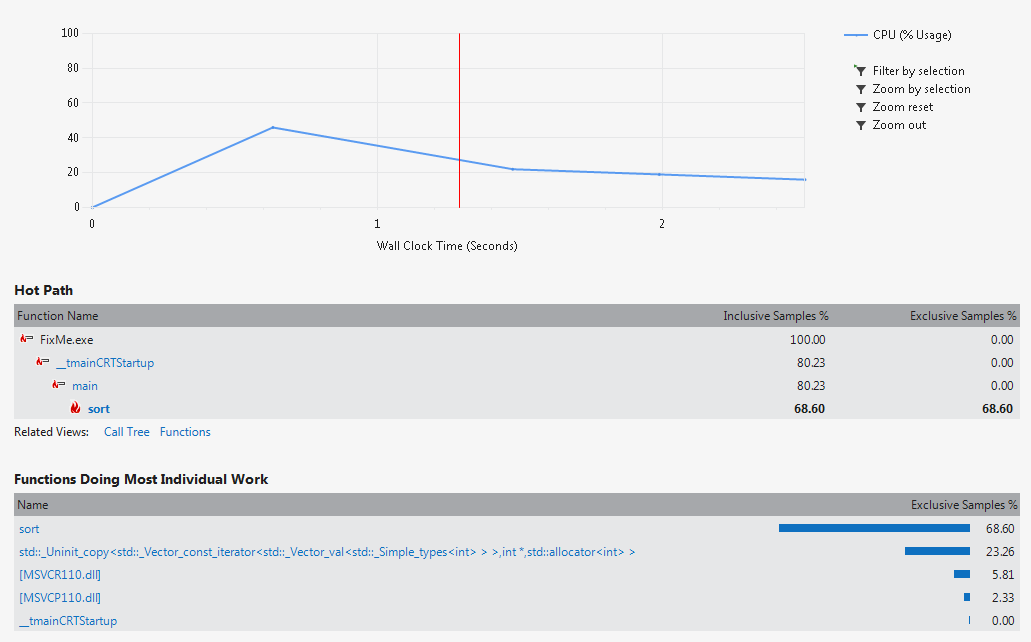 100
80
60
40
20
0
0 1 2
Wall Clock Time (Seconds)
CPU (% Usage)
Filter by selection
Zoom by selection
Zoom reset
Zoom out
Hot Path
Function Name Inclusive Samples % Exclusive Samples %
FixMe.exe 100.00 0.00
__tmainCRTStartup 80.23 0.00
main 80.23 0.00
sort 68.60 68.60
Related Views: Call Tree Functions
Functions Doing Most Individual Work
Name Exclusive Samples %
sort 68.60
std::_Uninit_copy<std::_Vector_const_iterator<std::_Vector_val<std::_Simple_types<int> > >,int *,std::allocator<int> > 23.26
[MSVCR110.dll] 5.81
[MSVCP110.dll] 2.33
__tmainCRTStartup 0.00